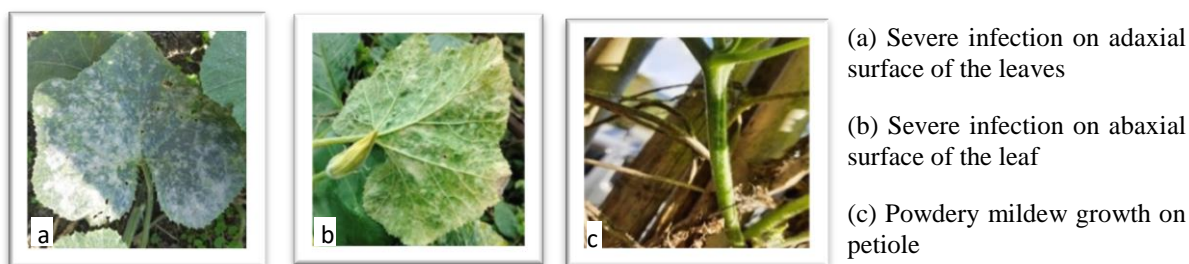 a
b
c
(a) Severe infection on adaxial
surface of the leaves
(b) Severe infection on abaxial
surface of the leaf
(c) Powdery mildew growth on
petiole